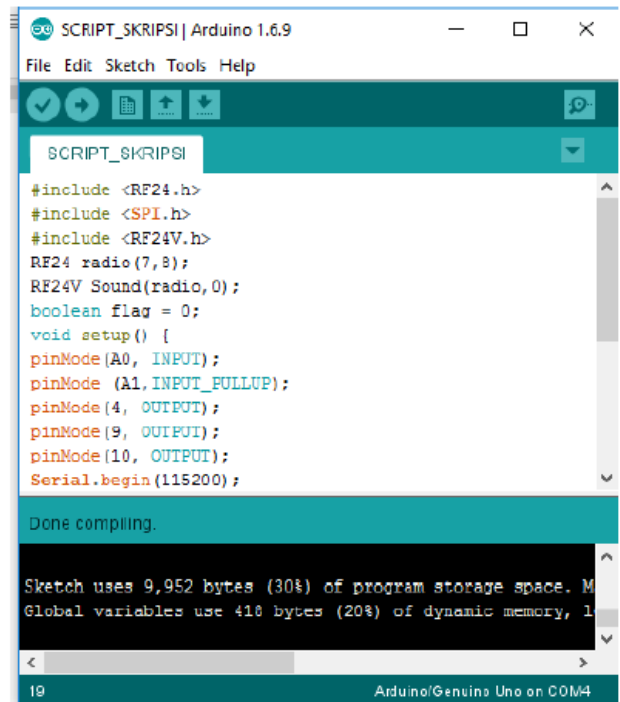 SCRIPT_SKRIPSI | Arduino 1.6.9
File Edit Sketch Tools Help
SCRIPT_SKRIPSI
#include <RF24.h>
#include <SPI.h>
#include <RF24V.h>
RF24 radio(7,8);
RF24V Sound(radio,0);
boolean flag = 0;
void setup() {
pinMode(A0, INPUT);
pinMode (A1,INPUT_PULLUP);
pinMode(4, OUTPUT);
pinMode(9, OUTPUT);
pinMode(10, OUTPUT);
Serial.begin(115200);
Done compiling.
Sketch uses 9,952 bytes (30%) of program storage space. M
Global variables use 418 bytes (20%) of dynamic memory, l
19
Arduino/Genuino Uno on COM4